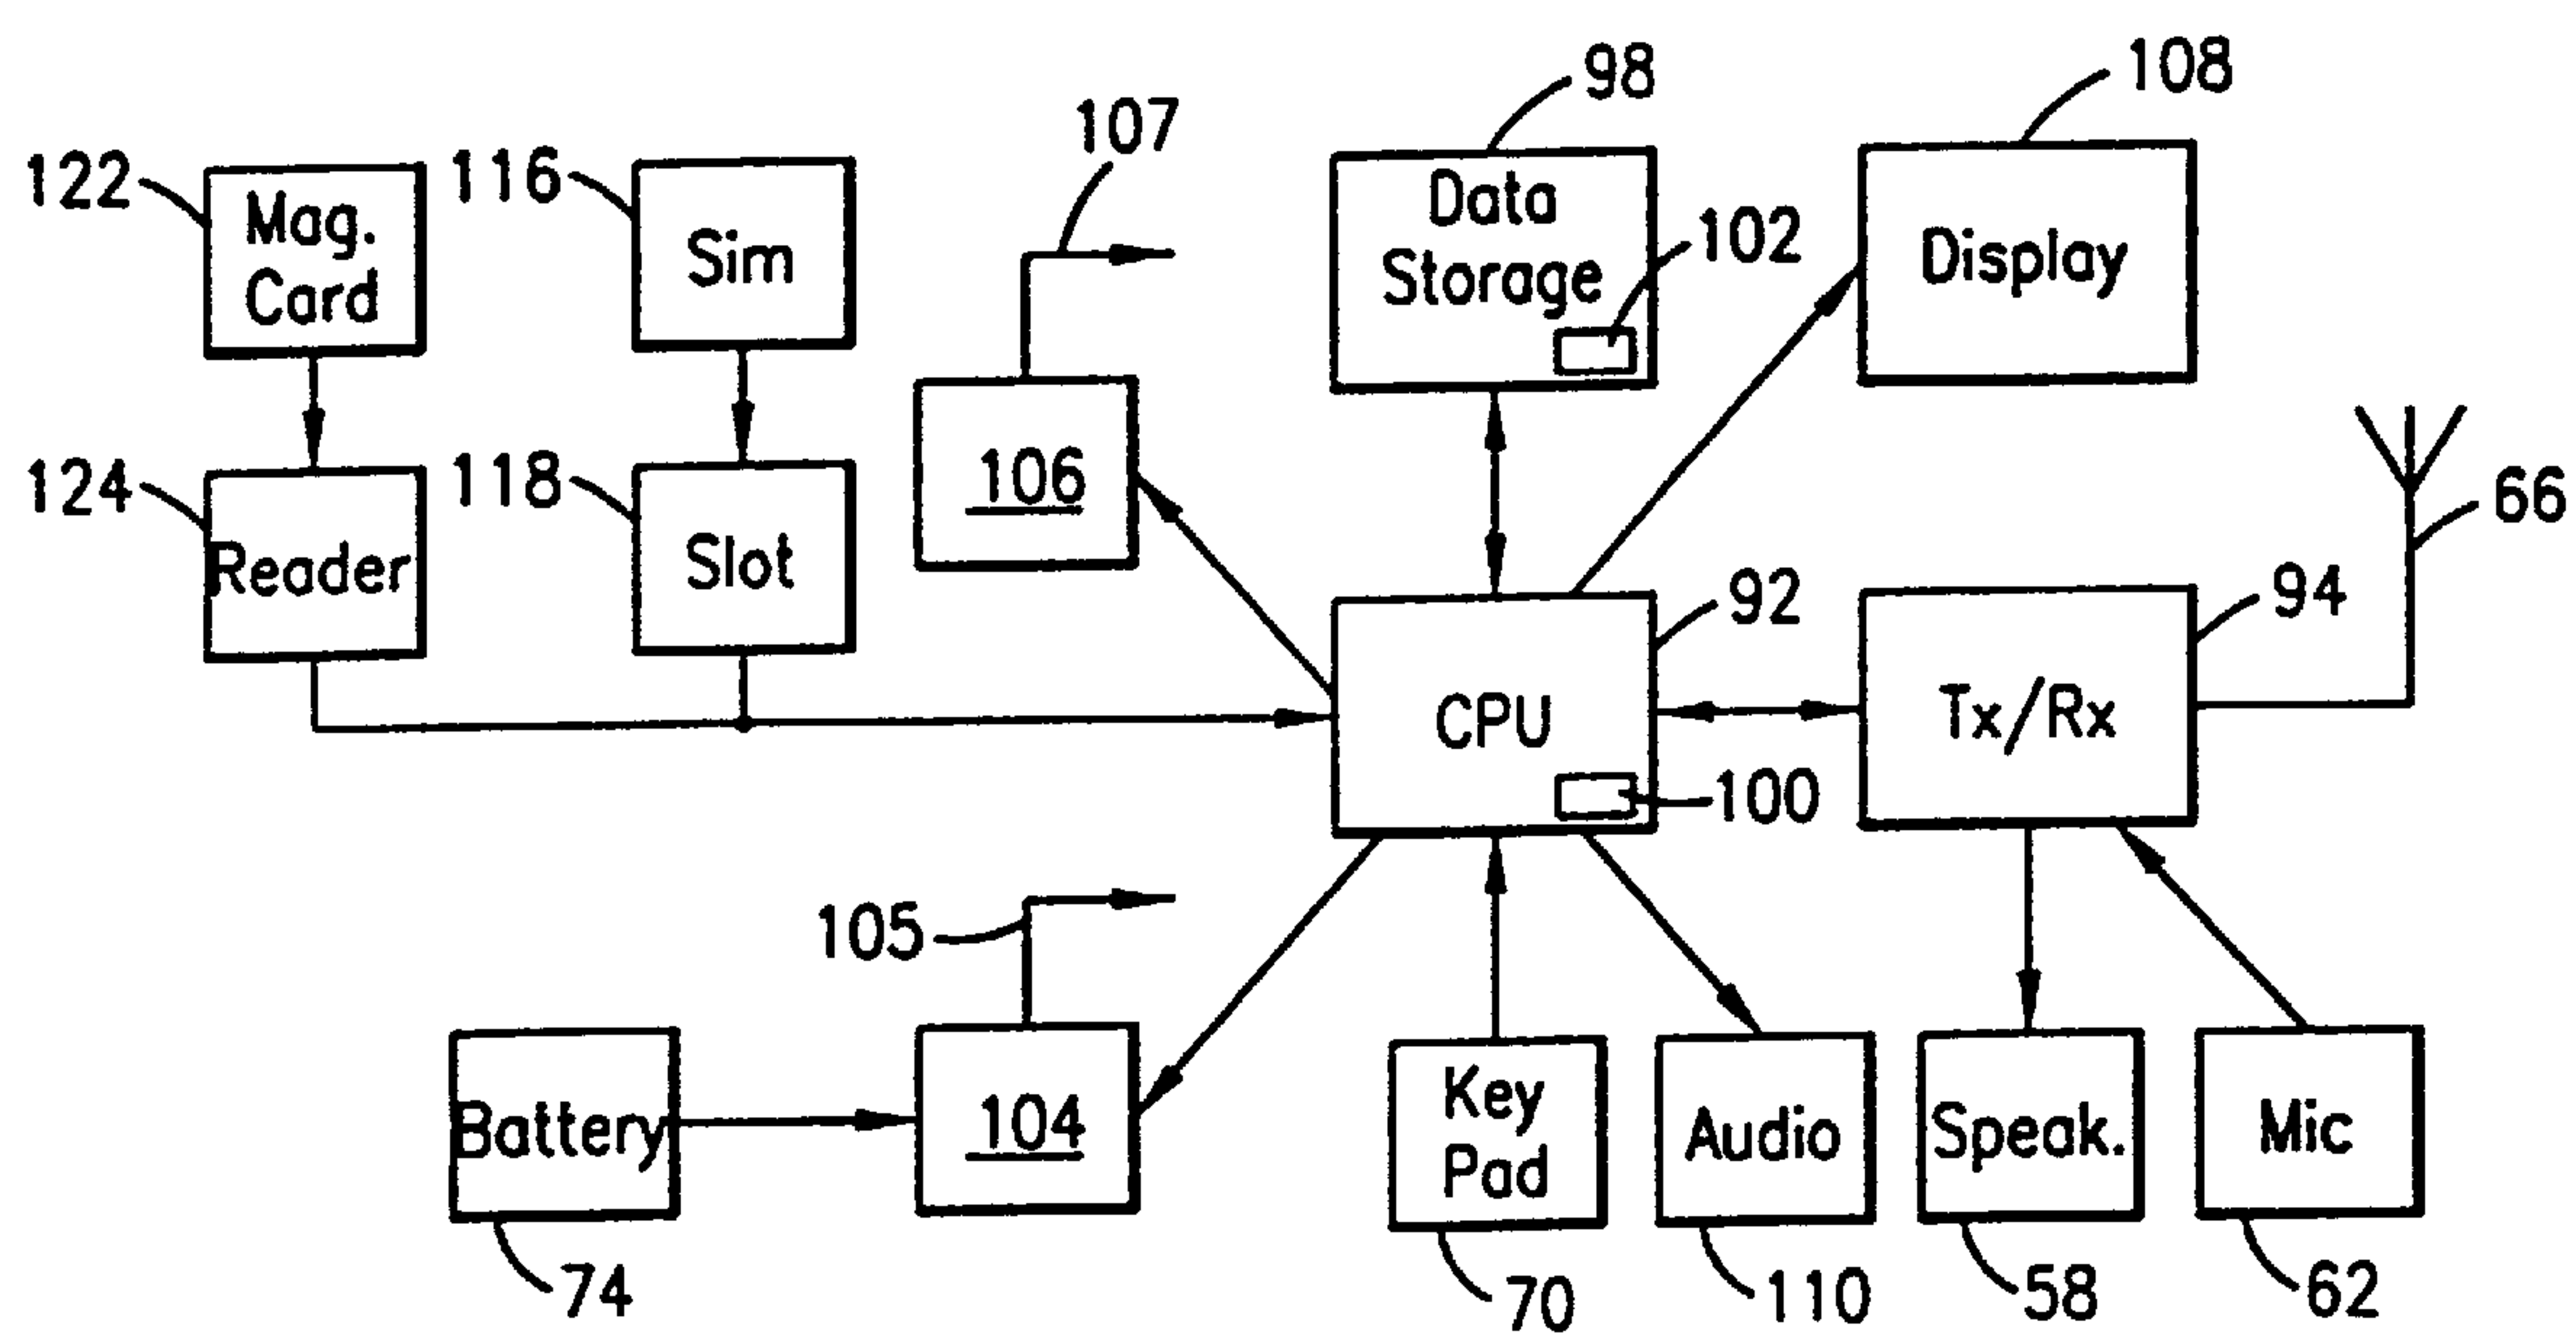 98
108
107
122
Mag.
Card
116
Sim
Data
Storage
102
Display
106
124
Reader
118
Slot
66
92
94
CPU
Tx/Rx
100
105
Battery
104
Key
Pad
Audio
Speak.
Mic
74
70
110
58
62